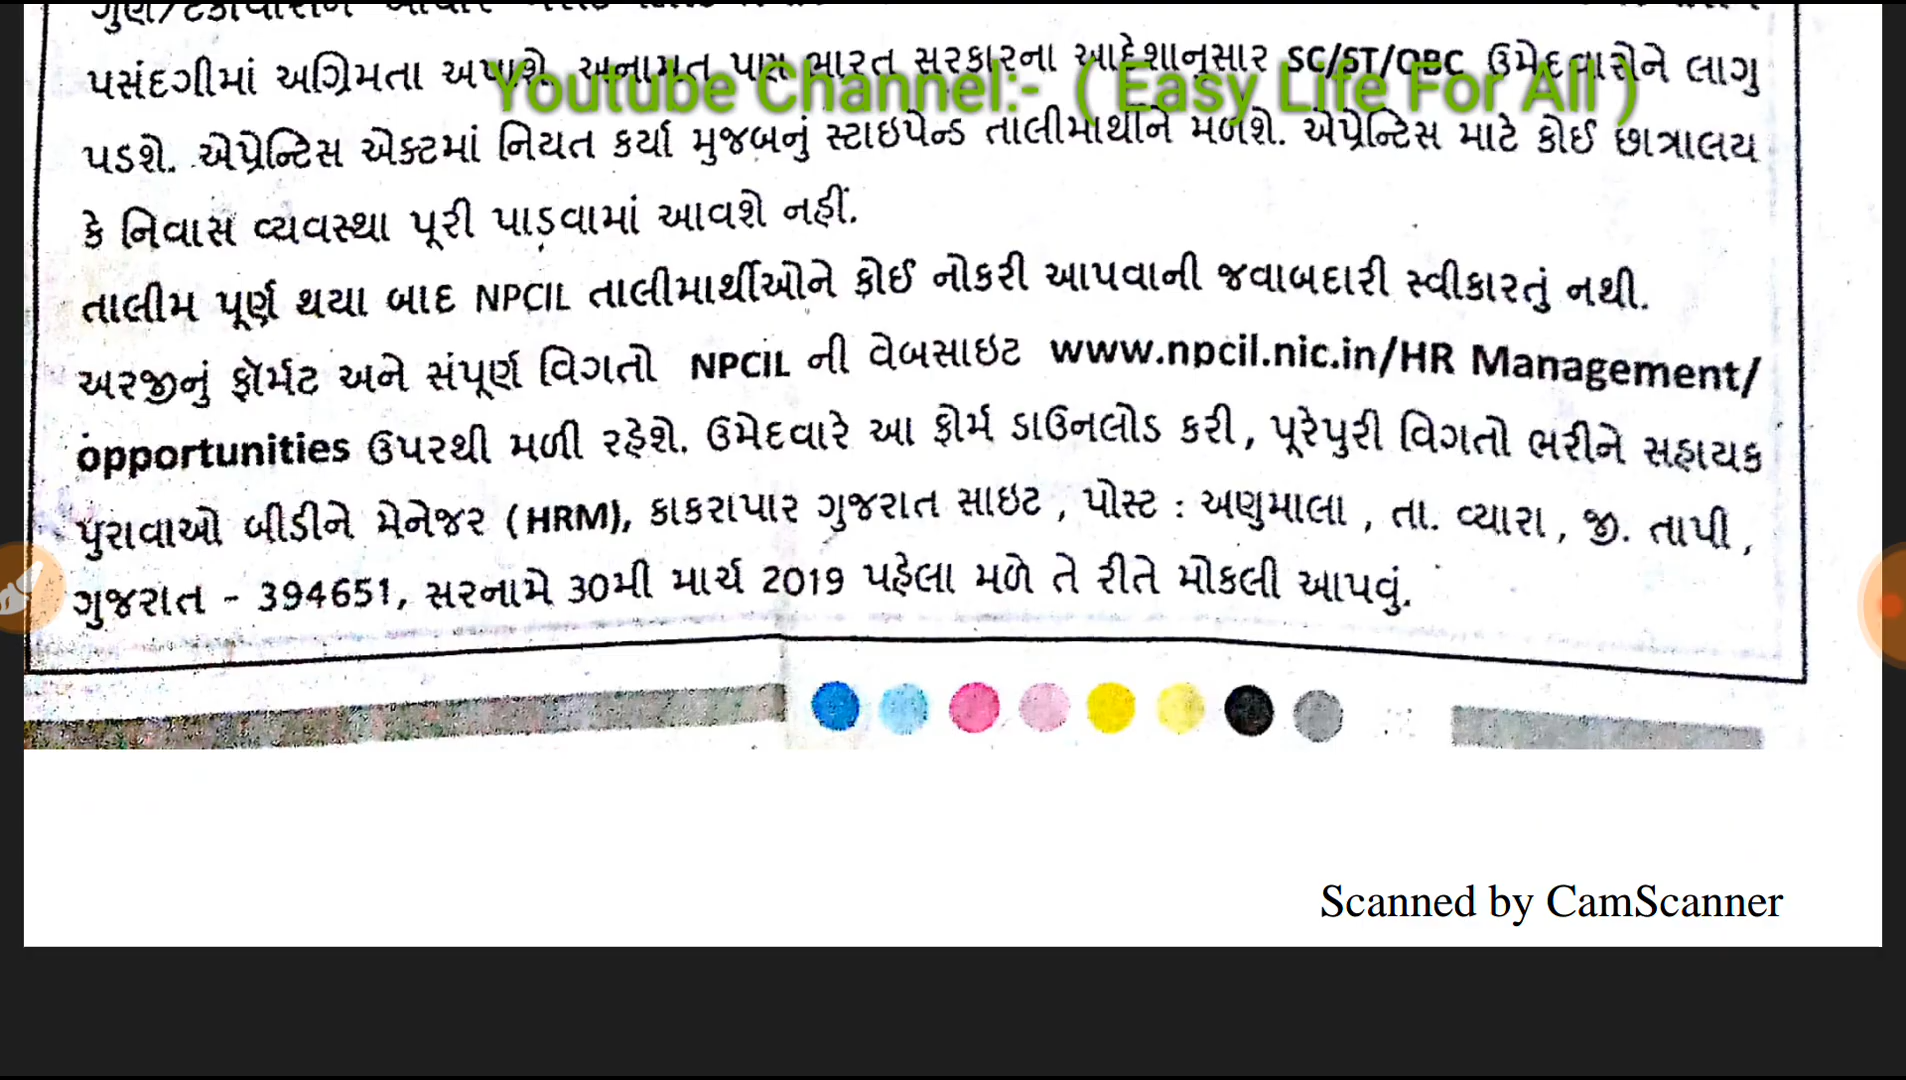 પસંદગીમાં અગ્રિમતા અપાશે. અનામત પણ ભારત સરકારના આદેશાનુસાર SC/ST/OBC ઉમેદવારોને લાગુ
Youtube Channel:- ( Easy Life For All )
પડશે. એપ્રેન્ટિસ એક્ટમાં નિયત કર્યા મુજબનું સ્ટાઇપેન્ડ તાલીમાર્થીને મળશે. એપ્રેન્ટિસ માટે કોઈ છાત્રાલય
કે નિવાસ વ્યવસ્થા પૂરી પાડવામાં આવશે નહીં.
તાલીમ પૂર્ણ થયા બાદ NPCIL તાલીમાર્થીઓને કોઈ નોકરી આપવાની જવાબદારી સ્વીકારતું નથી.
અરજીનું ફૉર્મટ અને સંપૂર્ણ વિગતો NPCIL ની વેબસાઇટ www.npcil.nic.in/HR Management/
opportunities ઉપરથી મળી રહેશે. ઉમેદવારે આ ફોર્મ ડાઉનલોડ કરી, પૂરેપુરી વિગતો ભરીને સહાયક
પુરાવાઓ બીડીને મેનેજર (HRM), કાકરાપાર ગુજરાત સાઇટ, પોસ્ટ : અણુમાલા, તા. વ્યારા, જી. તાપી,
ગુજરાત - 394651, સરનામે 30મી માર્ચ 2019 પહેલા મળે તે રીતે મોકલી આપવું.
Scanned by CamScanner